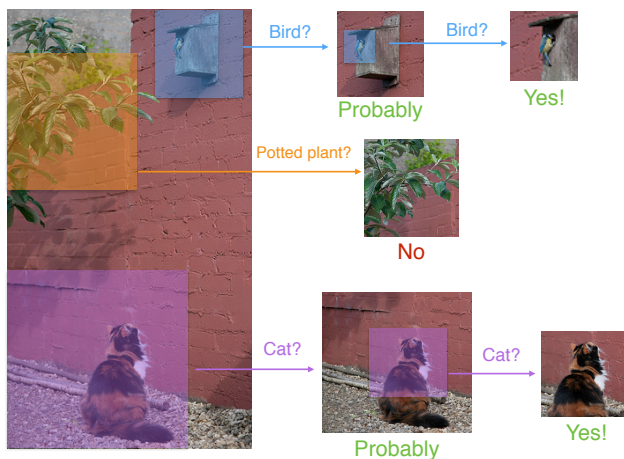 Bird?
Bird?
Probably
Yes!
Potted plant?
No
Cat?
Cat?
Probably
Yes!